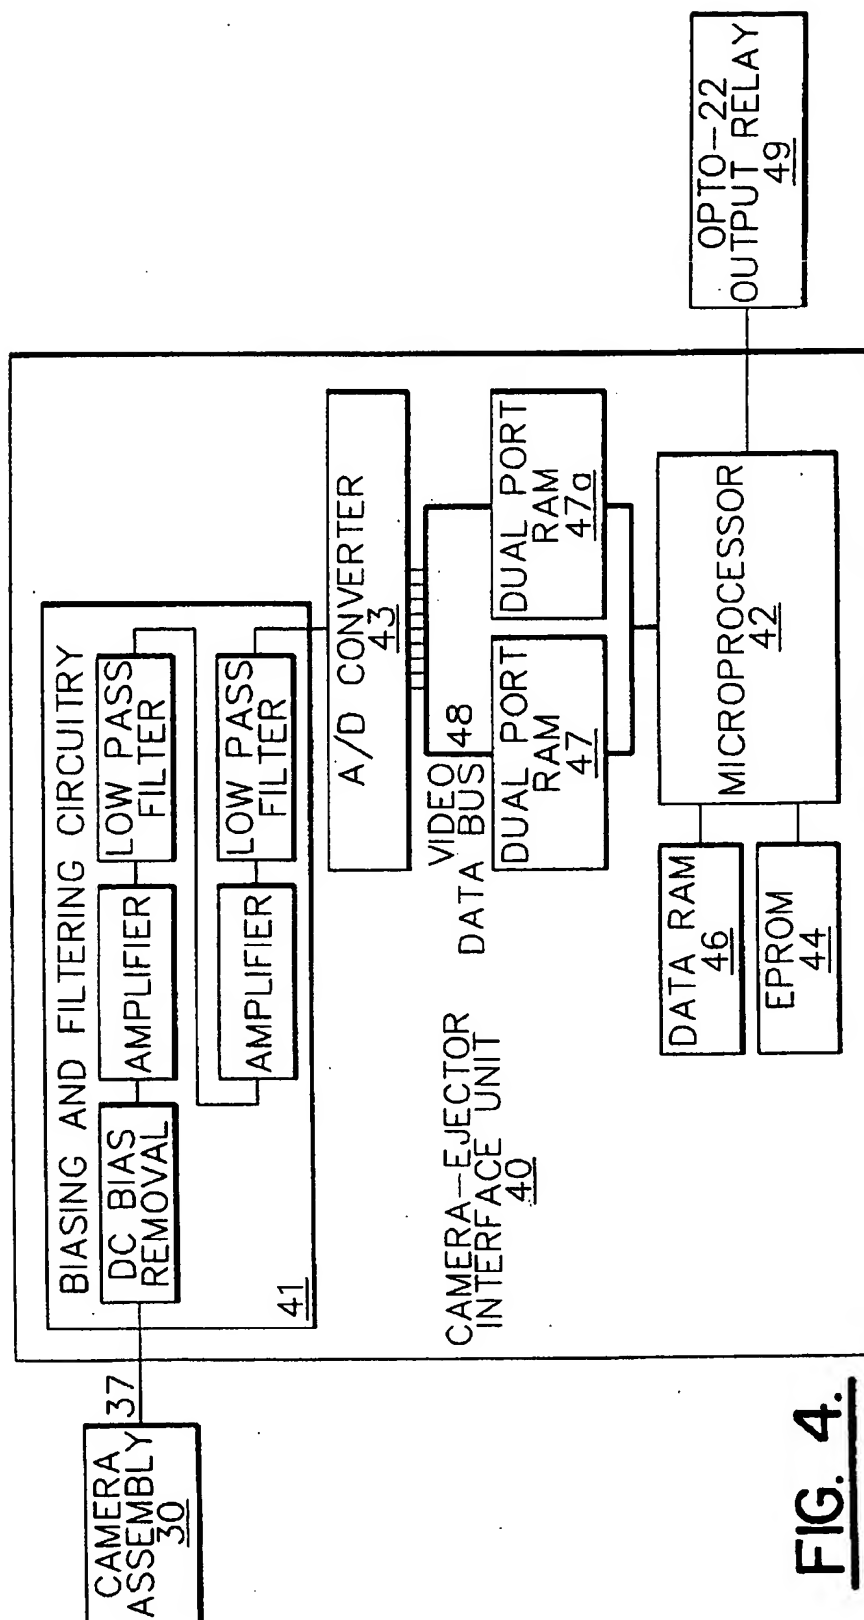 CAMERA
ASSEMBLY
30
37
BIASING AND FILTERING CIRCUITRY
DC BIAS
REMOVAL
AMPLIFIER
LOW PASS
FILTER
AMPLIFIER
LOW PASS
FILTER
41
A/D CONVERTER
43
CAMERA-EJECTOR
INTERFACE UNIT
40
VIDEO
DATA BUS 48
DUAL PORT
RAM
47
DUAL PORT
RAM
47a
DATA RAM
46
EPROM
44
MICROPROCESSOR
42
OPTO-22
OUTPUT RELAY
49
FIG. 4.